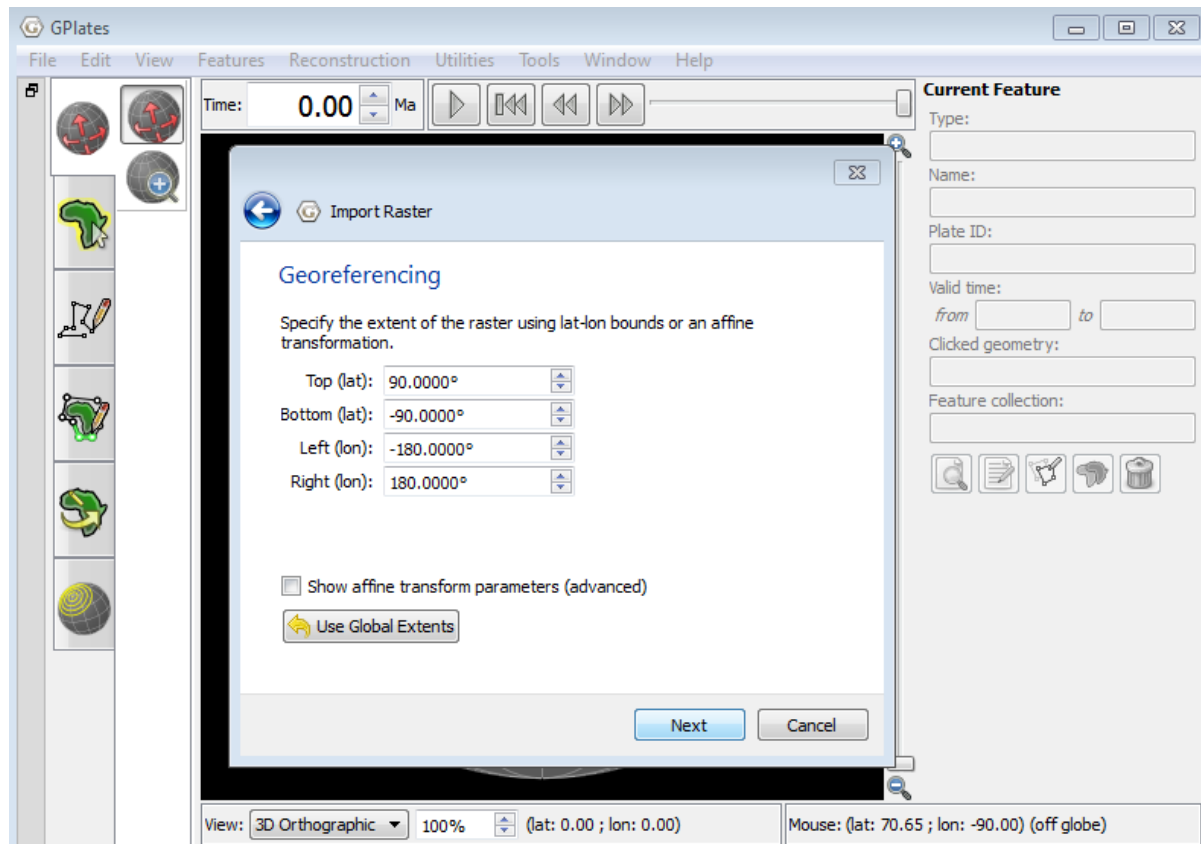 GPlates
File Edit View Features Reconstruction Utilities Tools Window Help
Time: 0.00 Ma
Current Feature
Type:
Name:
Plate ID:
Valid time:
from to
Clicked geometry:
Feature collection:
Import Raster
Georeferencing
Specify the extent of the raster using lat-lon bounds or an affine
transformation.
Top (lat): 90.0000°
Bottom (lat): -90.0000°
Left (lon): -180.0000°
Right (lon): 180.0000°
Show affine transform parameters (advanced)
Use Global Extents
Next Cancel
View: 3D Orthographic 100% (lat: 0.00 ; lon: 0.00) Mouse: (lat: 70.65 ; lon: -90.00) (off globe)